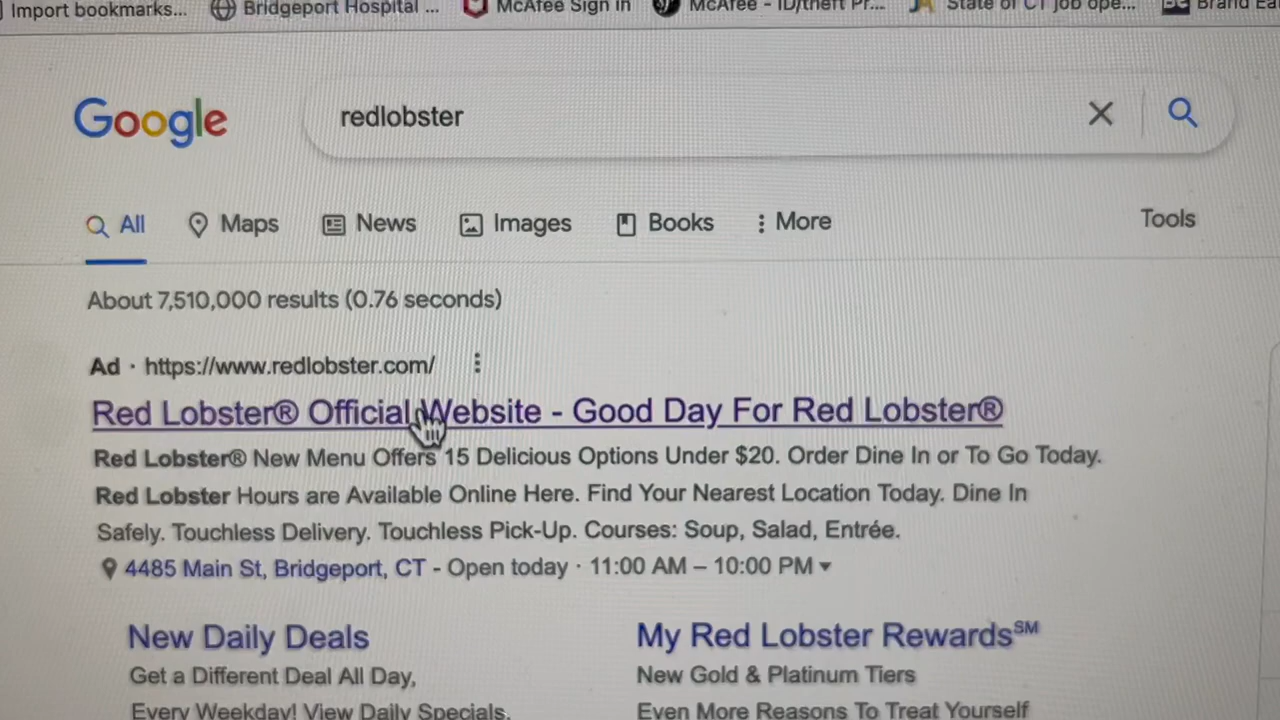 Import bookmarks...
Bridgeport Hospital ...
McAfee Sign In
McAfee - ID/theft Pr...
State of CT job ope...
Brand Ea
Google
redlobster
All
Maps
News
Images
Books
More
Tools
About 7,510,000 results (0.76 seconds)
Ad · https://www.redlobster.com/
Red Lobster® Official Website - Good Day For Red Lobster®
Red Lobster® New Menu Offers 15 Delicious Options Under $20. Order Dine In or To Go Today.
Red Lobster Hours are Available Online Here. Find Your Nearest Location Today. Dine In
Safely. Touchless Delivery. Touchless Pick-Up. Courses: Soup, Salad, Entrée.
4485 Main St, Bridgeport, CT - Open today · 11:00 AM – 10:00 PM
New Daily Deals
Get a Different Deal All Day,
Every Weekday! View Daily Specials.
My Red Lobster Rewards℠
New Gold & Platinum Tiers
Even More Reasons To Treat Yourself